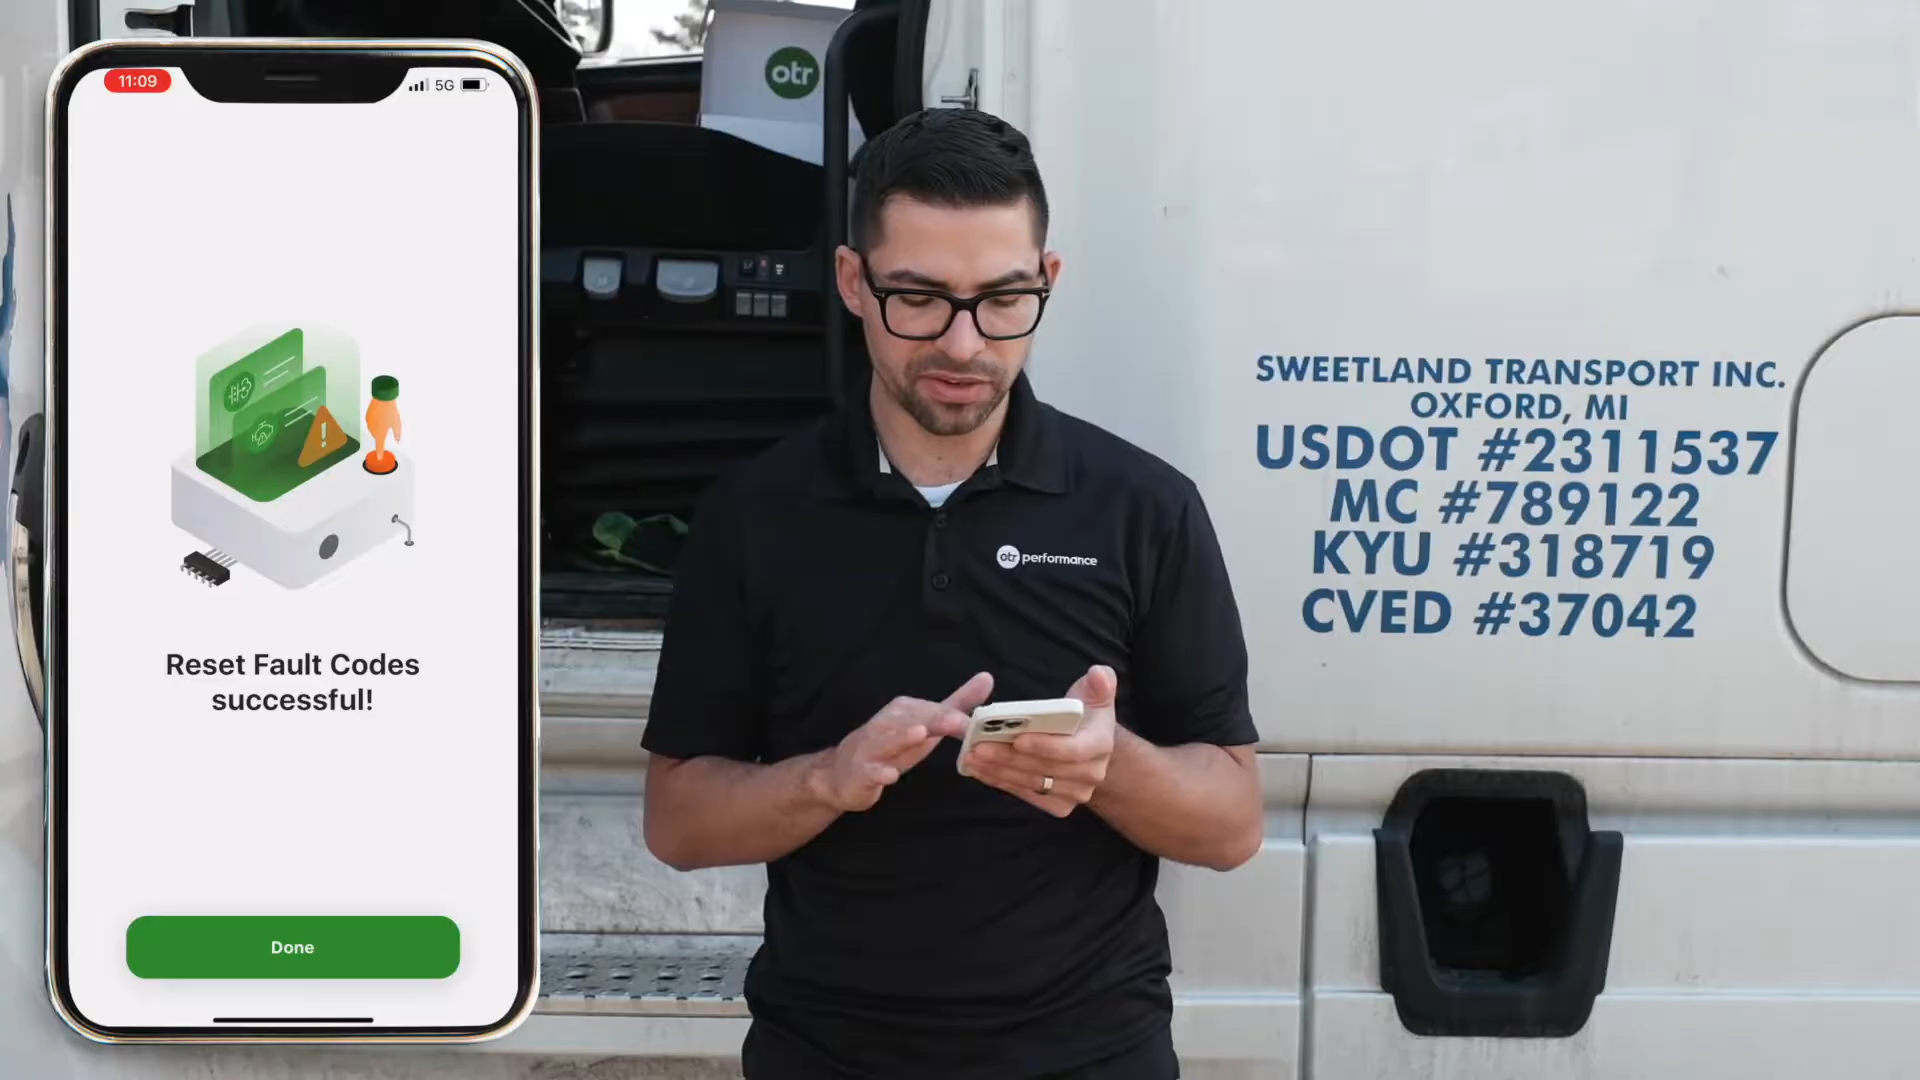 11:09
5G
Reset Fault Codes
successful!
Done
otr
otr performance
SWEETLAND TRANSPORT INC.
OXFORD, MI
USDOT #2311537
MC #789122
KYU #318719
CVED #37042